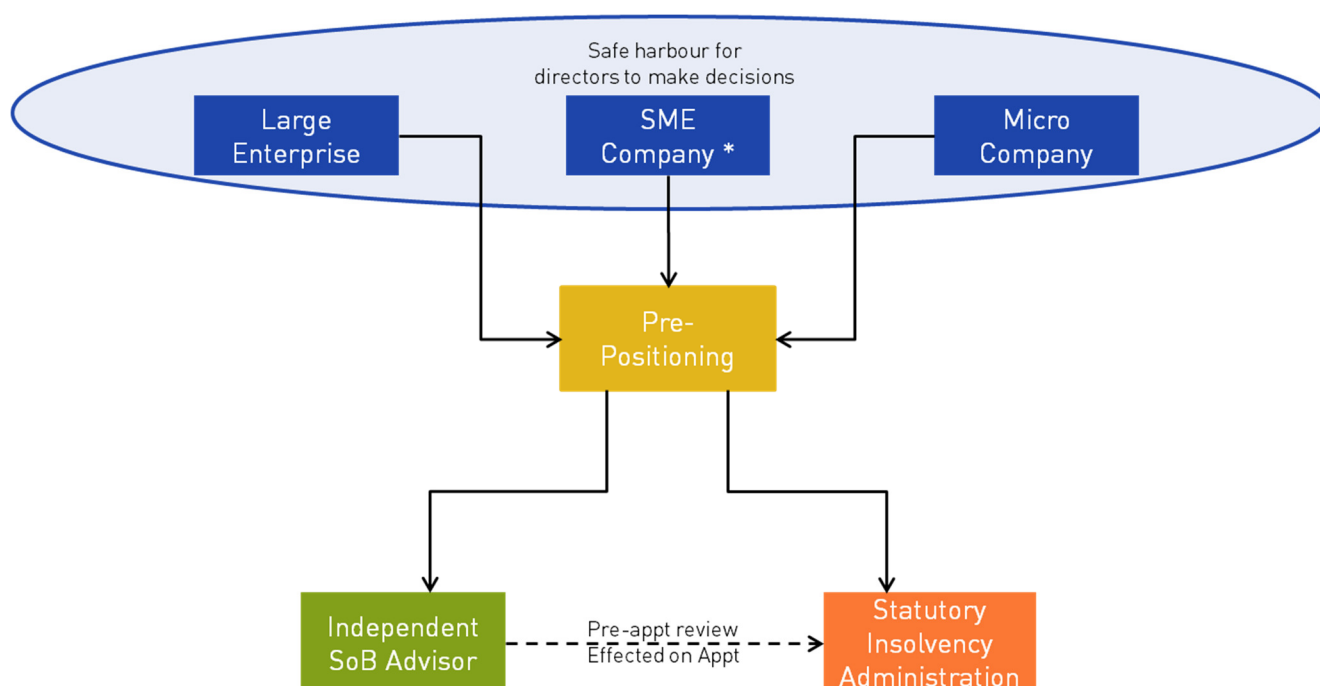 Safe harbour for
directors to make decisions
Large
Enterprise
SME
Company *
Micro
Company
Pre-
Positioning
Independent
SoB Advisor
Pre-appt review
Effected on Appt
Statutory
Insolvency
Administration